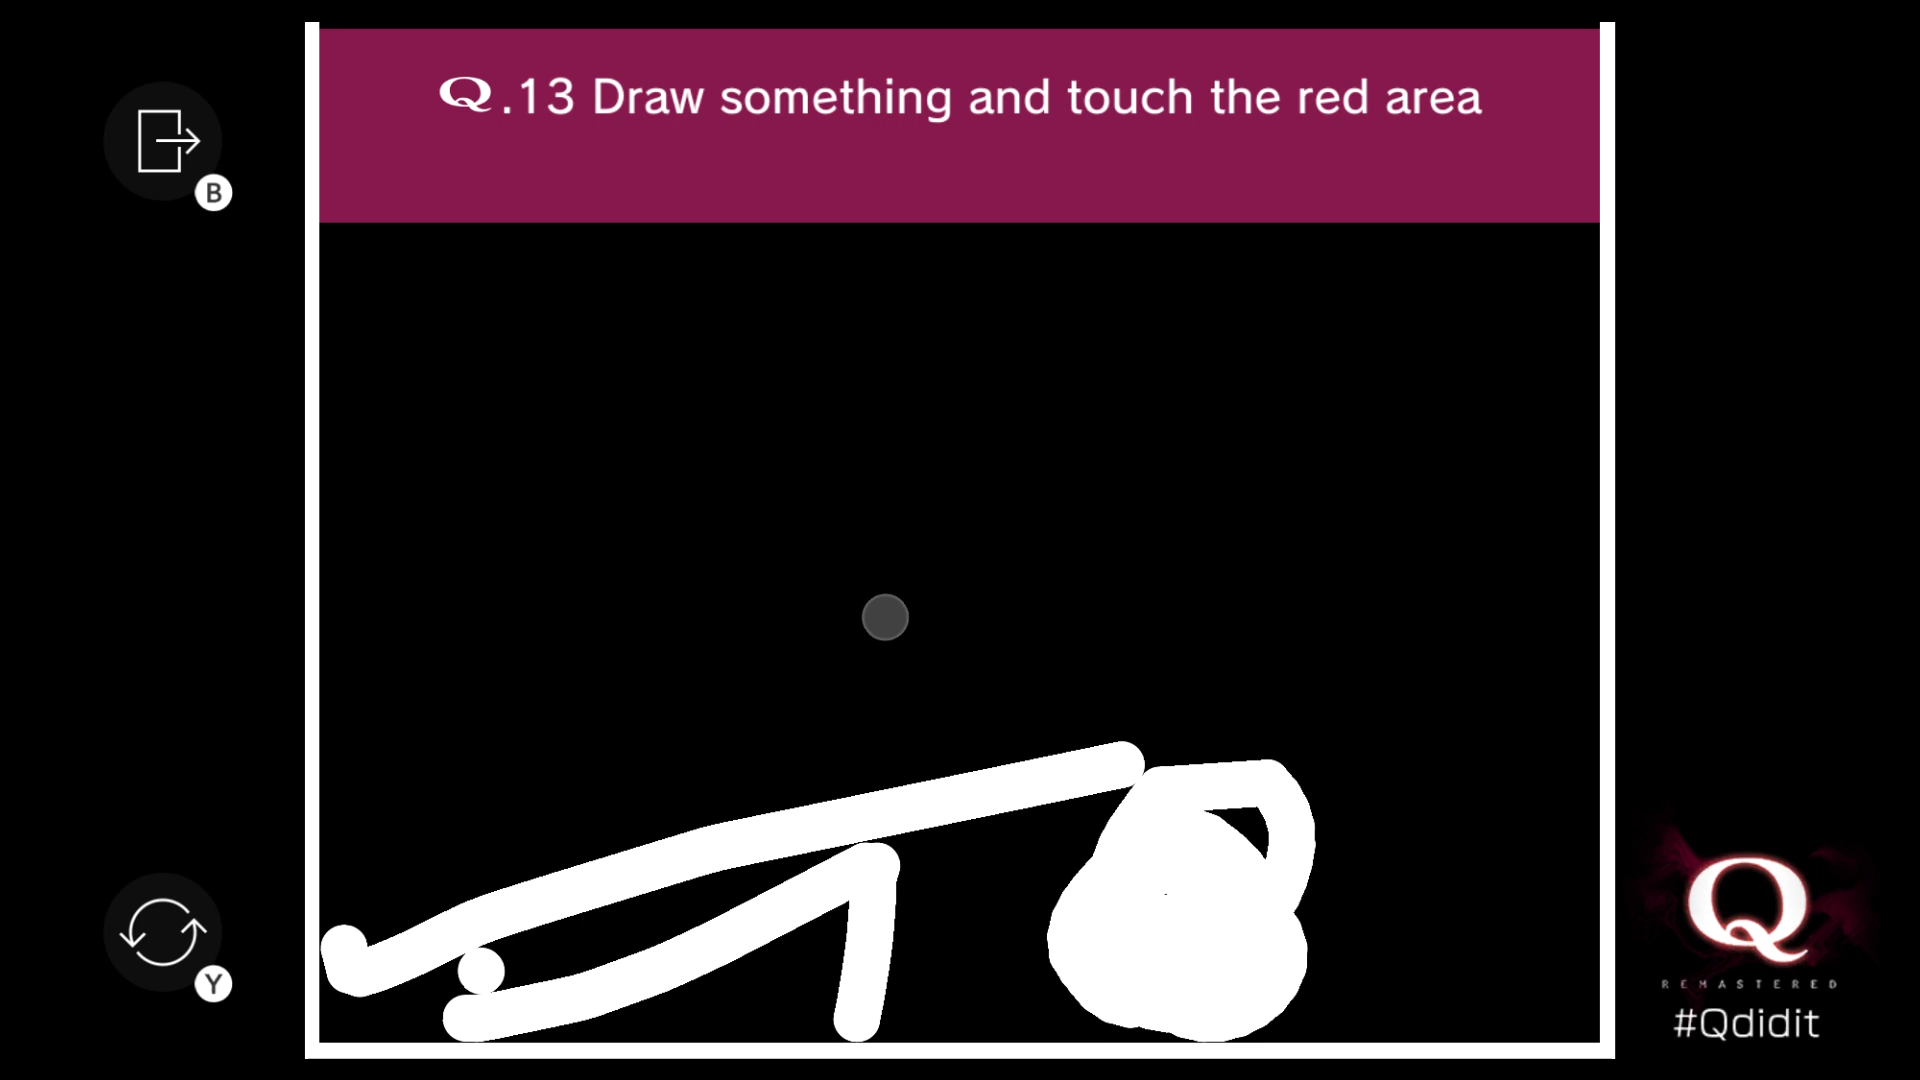 Q.13 Draw something and touch the red area
B
Y
Q
REMASTERED
#Qdidit